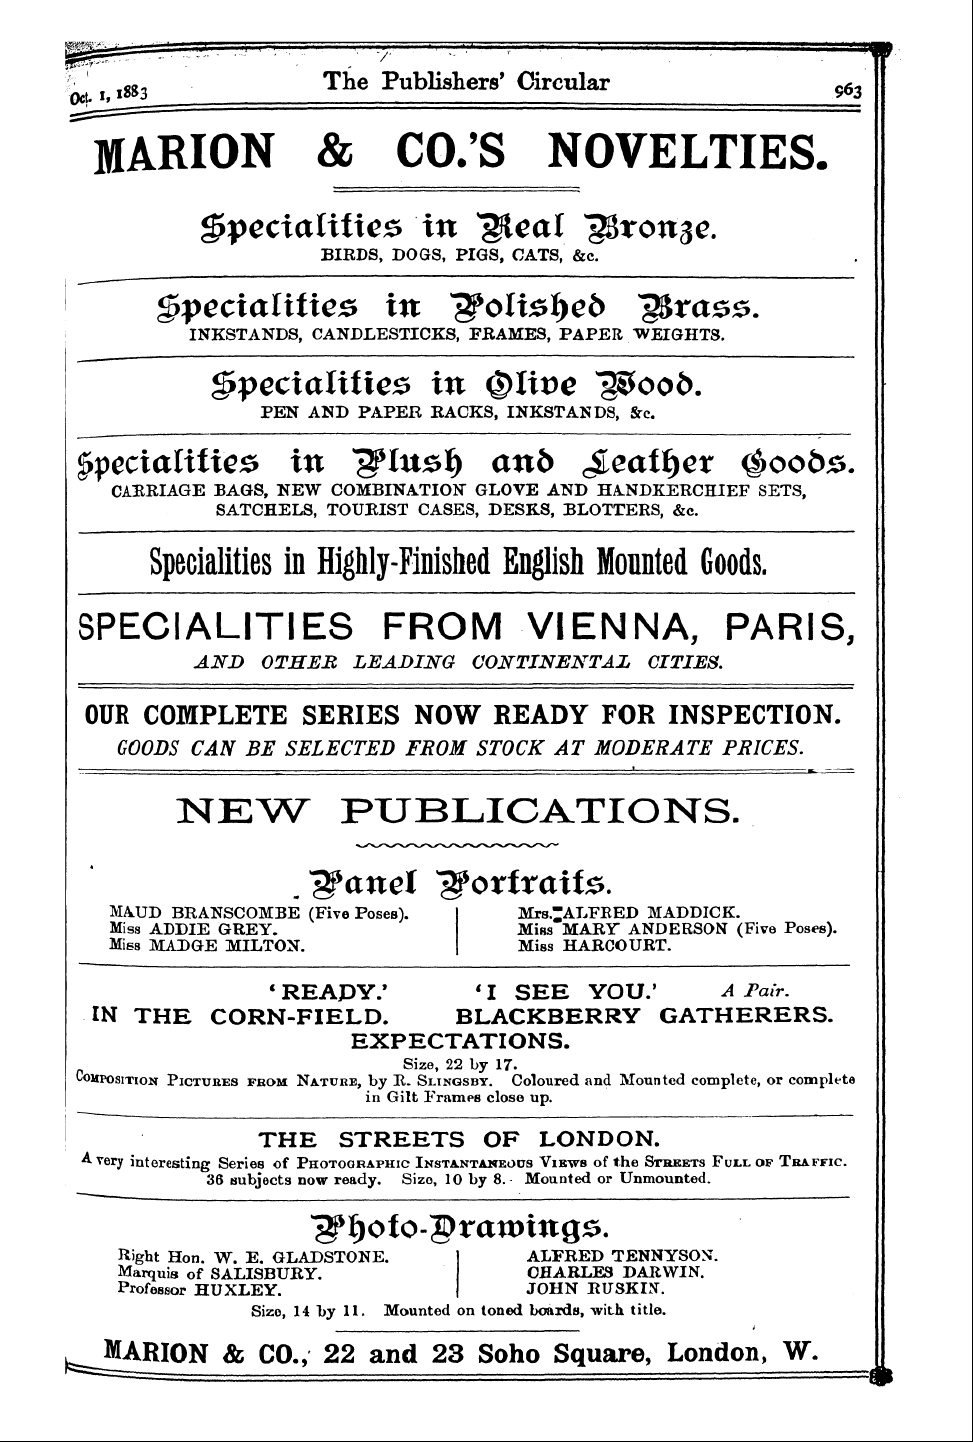 Oct. 1, 1883 The Publishers' Circular 963
MARION & CO.'S NOVELTIES.
Specialities in Real Bronze.
BIRDS, DOGS, PIGS, CATS, &c.
Specialities in Polished Brass.
INKSTANDS, CANDLESTICKS, FRAMES, PAPER WEIGHTS.
Specialities in Olive Wood.
PEN AND PAPER RACKS, INKSTANDS, &c.
Specialities in Plush and Leather Goods.
CARRIAGE BAGS, NEW COMBINATION GLOVE AND HANDKERCHIEF SETS,
SATCHELS, TOURIST CASES, DESKS, BLOTTERS, &c.
Specialities in Highly-Finished English Mounted Goods.
SPECIALITIES FROM VIENNA, PARIS,
AND OTHER LEADING CONTINENTAL CITIES.
OUR COMPLETE SERIES NOW READY FOR INSPECTION.
GOODS CAN BE SELECTED FROM STOCK AT MODERATE PRICES.
NEW PUBLICATIONS.
Panel Portraits.
MAUD BRANSCOMBE (Five Poses).
Miss ADDIE GREY.
Miss MADGE MILTON.
Mrs. ALFRED MADDICK.
Miss MARY ANDERSON (Five Poses).
Miss HARCOURT.
'READY.' 'I SEE YOU.' A Pair.
IN THE CORN-FIELD. BLACKBERRY GATHERERS.
EXPECTATIONS.
Size, 22 by 17.
COMPOSITION PICTURES FROM NATURE, by R. SLINGSBY. Coloured and Mounted complete, or complete
in Gilt Frames close up.
THE STREETS OF LONDON.
A very interesting Series of PHOTOGRAPHIC INSTANTANEOUS VIEWS of the STREETS FULL OF TRAFFIC.
36 subjects now ready. Size, 10 by 8. Mounted or Unmounted.
Photo-Drawings.
Right Hon. W. E. GLADSTONE.
Marquis of SALISBURY.
Professor HUXLEY.
ALFRED TENNYSON.
CHARLES DARWIN.
JOHN RUSKIN.
Size, 14 by 11. Mounted on toned boards, with title.
MARION & CO., 22 and 23 Soho Square, London, W.